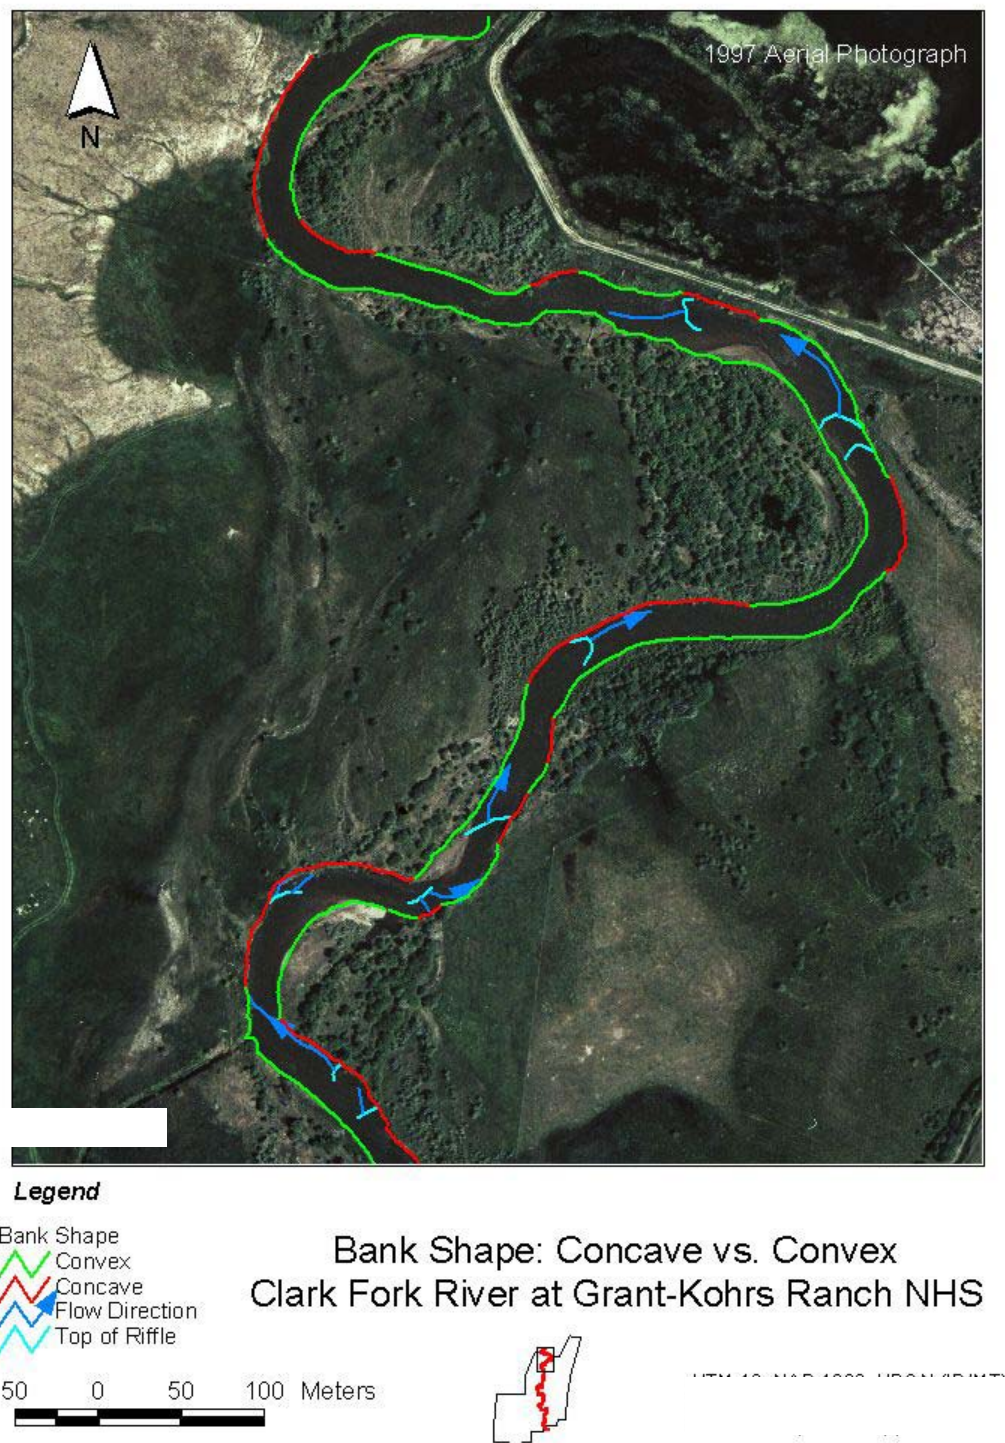 1997 Aerial Photograph
N
Legend
Bank Shape
Convex
Concave
Flow Direction
Top of Riffle
Bank Shape: Concave vs. Convex
Clark Fork River at Grant-Kohrs Ranch NHS
50 0 50 100 Meters